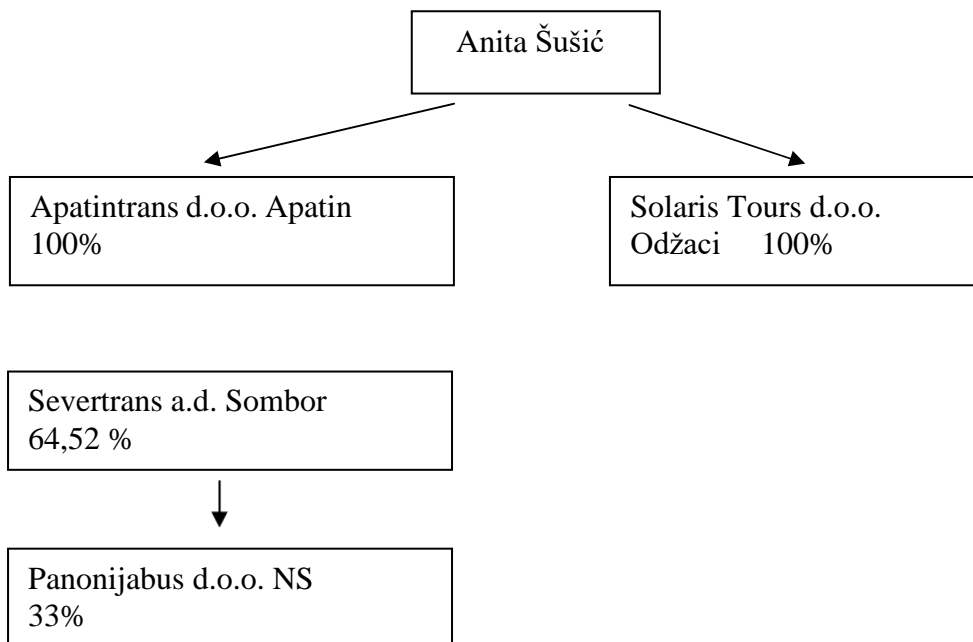 Anita Šušić
Apatintrans d.o.o. Apatin
100%
Solaris Tours d.o.o.
Odžaci 100%
Severtrans a.d. Sombor
64,52 %
Panonijabus d.o.o. NS
33%